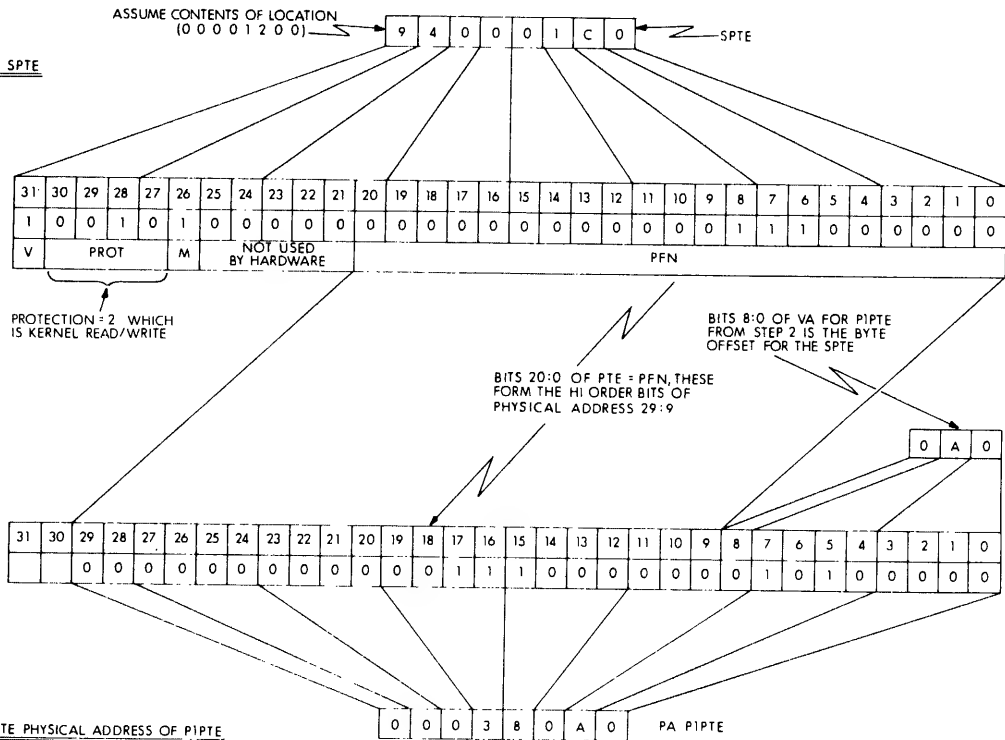 ASSUME CONTENTS OF LOCATION
(0 0 0 0 1 2 0 0)
9 4 0 0 0 1 C 0
SPTE
SPTE
31 30 29 28 27 26 25 24 23 22 21 20 19 18 17 16 15 14 13 12 11 10 9 8 7 6 5 4 3 2 1 0
1 0 0 1 0 1 0 0 0 0 0 0 0 0 0 0 0 0 0 0 0 0 0 1 1 1 0 0 0 0 0 0
V PROT M NOT USED PFN
BY HARDWARE
PROTECTION = 2 WHICH
IS KERNEL READ/WRITE
BITS 8:0 OF VA FOR P1PTE
FROM STEP 2 IS THE BYTE
OFFSET FOR THE SPTE
BITS 20:0 OF PTE = PFN, THESE
FORM THE HI ORDER BITS OF
PHYSICAL ADDRESS 29:9
0 A 0
31 30 29 28 27 26 25 24 23 22 21 20 19 18 17 16 15 14 13 12 11 10 9 8 7 6 5 4 3 2 1 0
0 0 0 0 0 0 0 0 0 0 0 0 1 1 1 0 0 0 0 0 0 0 1 0 1 0 0 0 0 0
0 0 0 3 8 0 A 0
PA P1PTE
TE PHYSICAL ADDRESS OF P1PTE